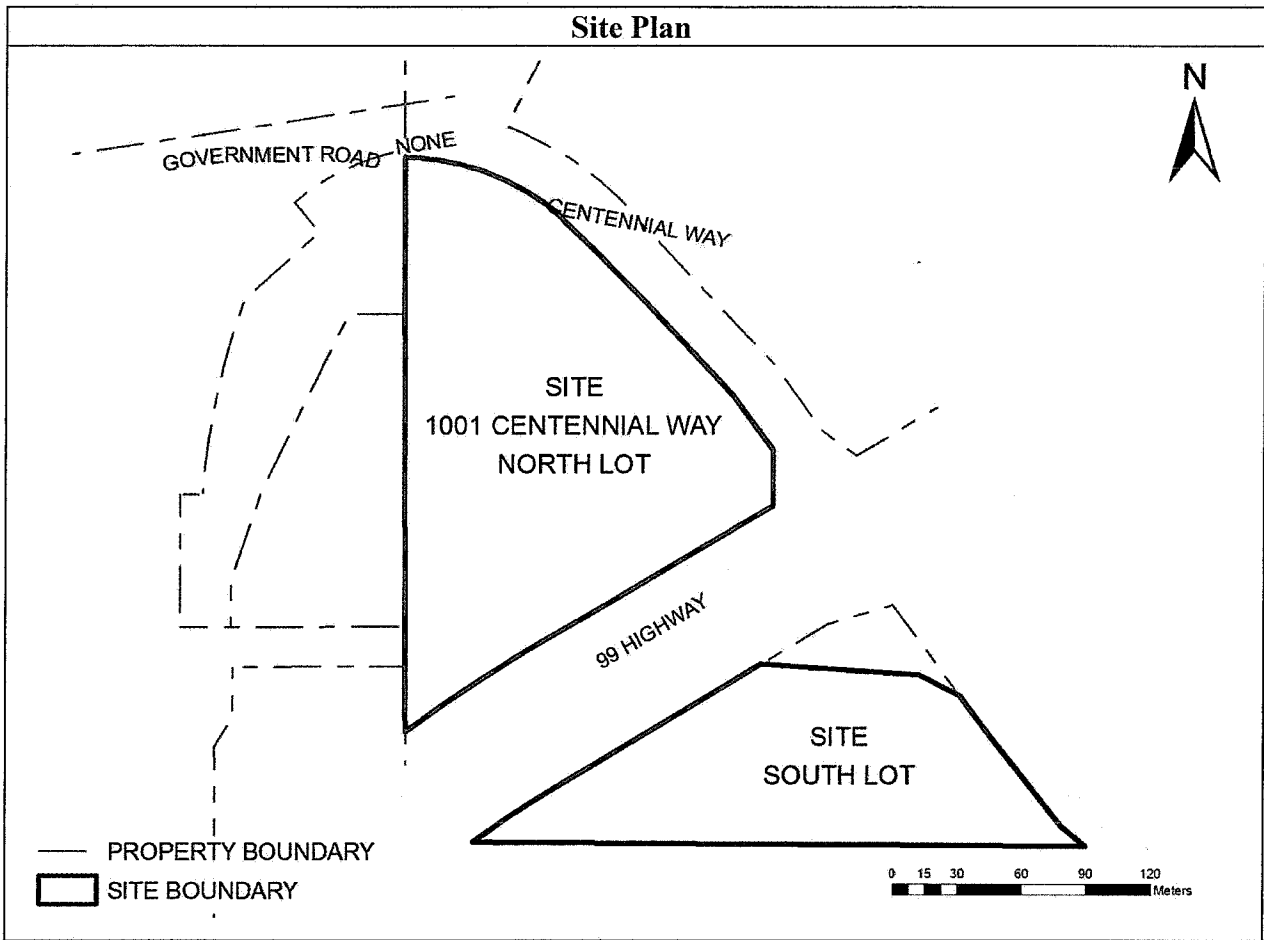 Site Plan
N
GOVERNMENT ROAD
NONE
CENTENNIAL WAY
SITE
1001 CENTENNIAL WAY
NORTH LOT
99 HIGHWAY
SITE
SOUTH LOT
PROPERTY BOUNDARY
SITE BOUNDARY
0 15 30 60 90 120
Meters